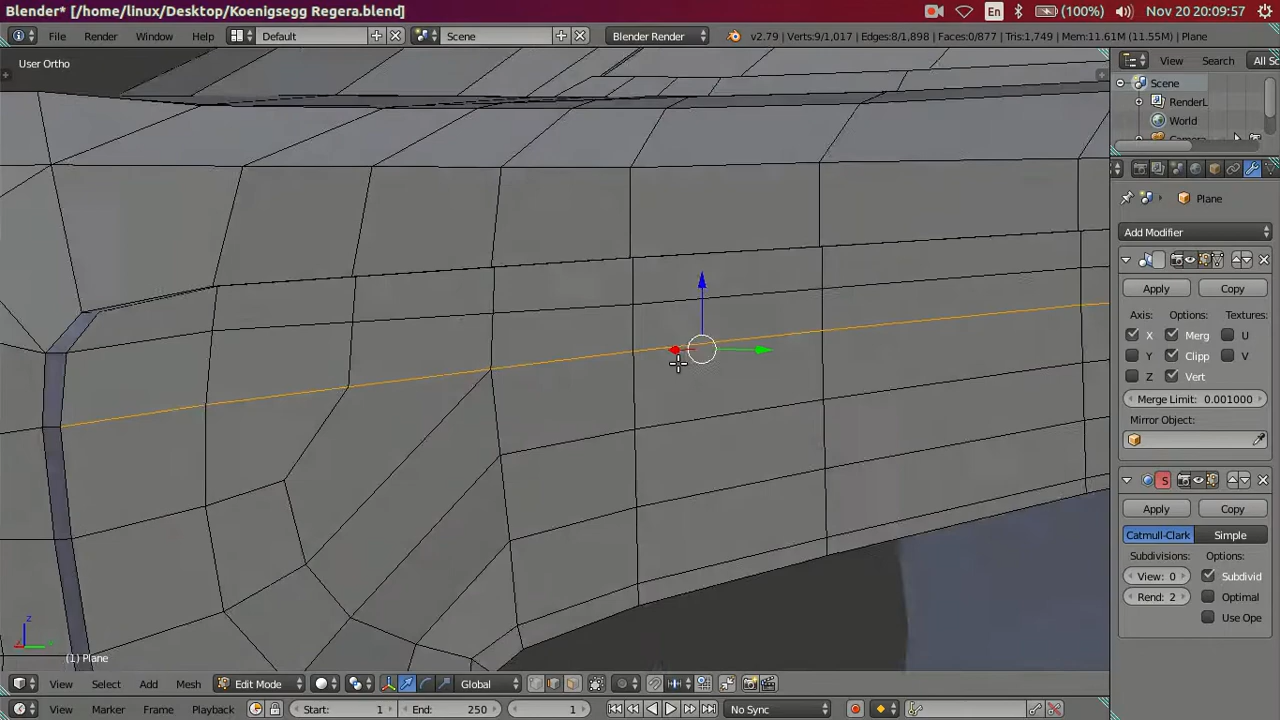 Blender* [/home/linux/Desktop/Koenigsegg Regera.blend]
En (100%) Nov 20 20:09:57
File Render Window Help Default Scene Blender Render v2.79 | Verts:9/1,017 | Edges:8/1,898 | Faces:0/877 | Tris:1,749 | Mem:11.61M (11.55M) | Plane
User Ortho
View Search All Sc
Scene
RenderL
World
Camera
Plane
Add Modifier
Apply Copy
Axis: Options: Textures:
X Merg U
Y Clipp V
Z Vert
Merge Limit: 0.001000
Mirror Object:
S
Apply Copy
Catmull-Clark Simple
Subdivisions: Options:
View: 0 Subdivid
Rend: 2 Optimal
Use Ope
z
y
(1) Plane
View Select Add Mesh Edit Mode Global
View Marker Frame Playback Start: 1 End: 250 1 No Sync